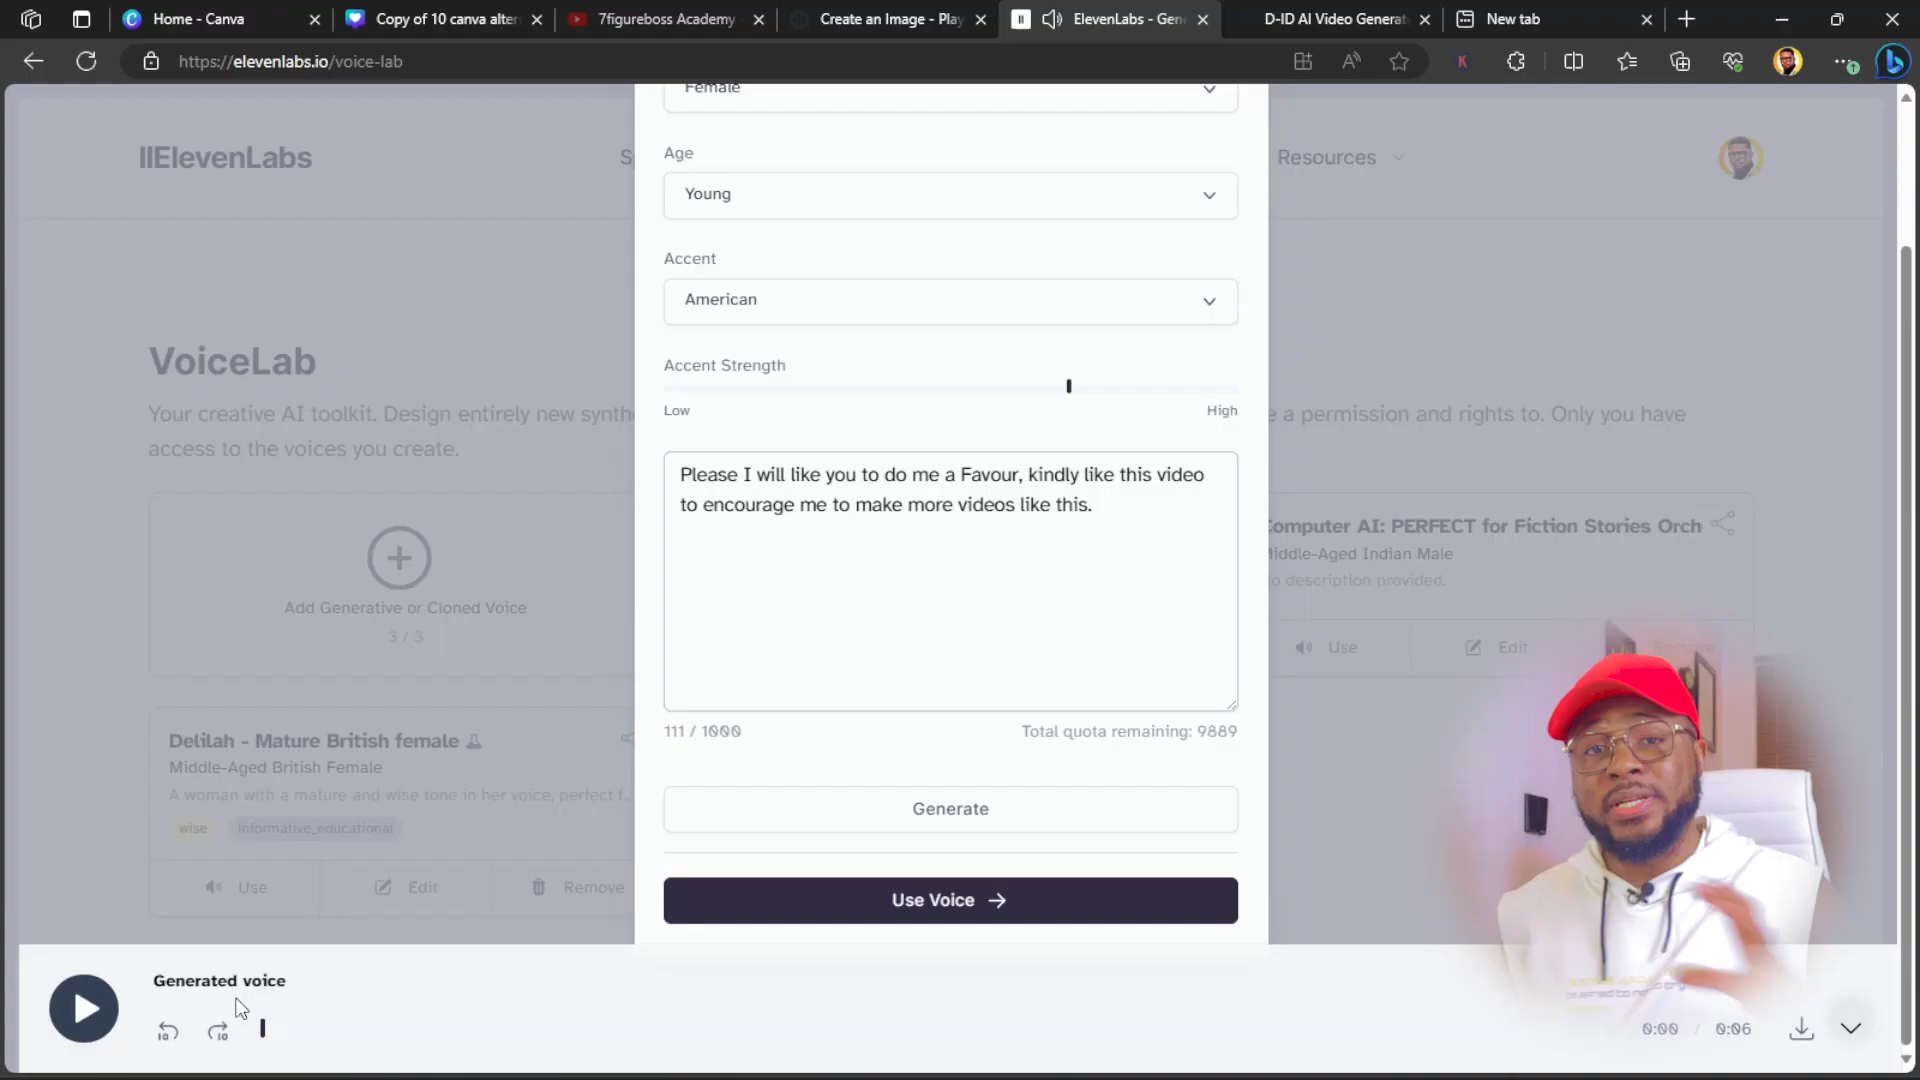 Home - Canva
Copy of 10 canva alter
7figureboss Academy
Create an Image - Play
ElevenLabs - Gen
D-ID AI Video Generat
New tab
https://elevenlabs.io/voice-lab
Female
IIElevenLabs
Resources
Age
Young
Accent
American
Accent Strength
Low
High
VoiceLab
Your creative AI toolkit. Design entirely new synth
e a permission and rights to. Only you have
access to the voices you create.
Please I will like you to do me a Favour, kindly like this video
to encourage me to make more videos like this.
Add Generative or Cloned Voice
3 / 3
Computer AI: PERFECT for Fiction Stories Orch
Middle-Aged Indian Male
o description provided.
Use
Edit
Remove
111 / 1000
Total quota remaining: 9889
Delilah - Mature British female
Middle-Aged British Female
A woman with a mature and wise tone in her voice, perfect f...
wise
informative_educational
Use
Edit
Remove
Generate
Use Voice →
Generated voice
10
10
0:00 / 0:06